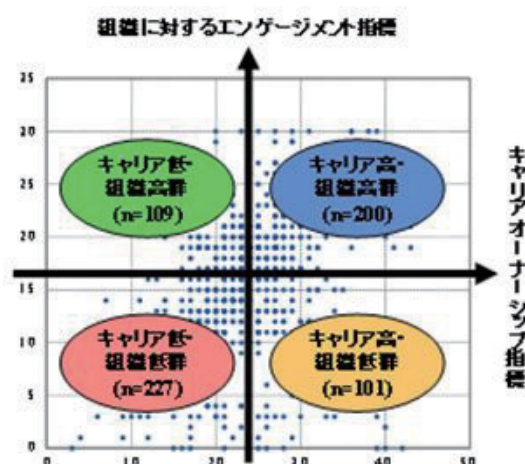 組織に対するエンゲージメント指標
35
30
25
20
15
10
5
0
キャリア低・
組織高群
(n=109)
キャリア高・
組織高群
(n=200)
キャリア低・
組織低群
(n=227)
キャリア高・
組織低群
(n=101)
0 10 20 30 40 50
キャリアオーナーシップ指標